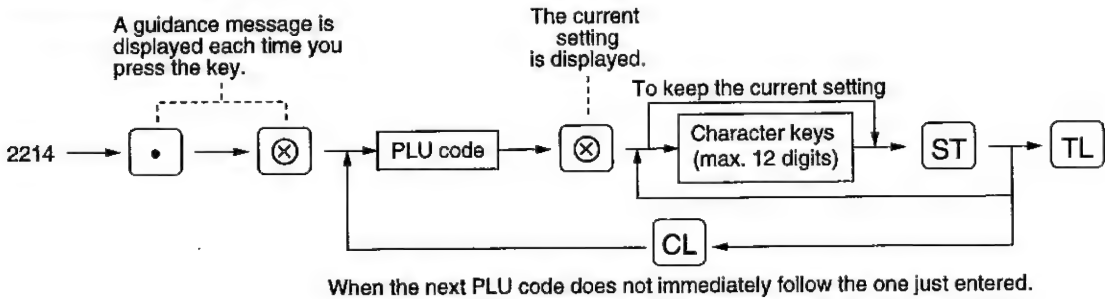 A guidance message is
displayed each time you
press the key.
The current
setting
is displayed.
To keep the current setting
2214
•
⊗
PLU code
⊗
Character keys
(max. 12 digits)
ST
TL
CL
When the next PLU code does not immediately follow the one just entered.